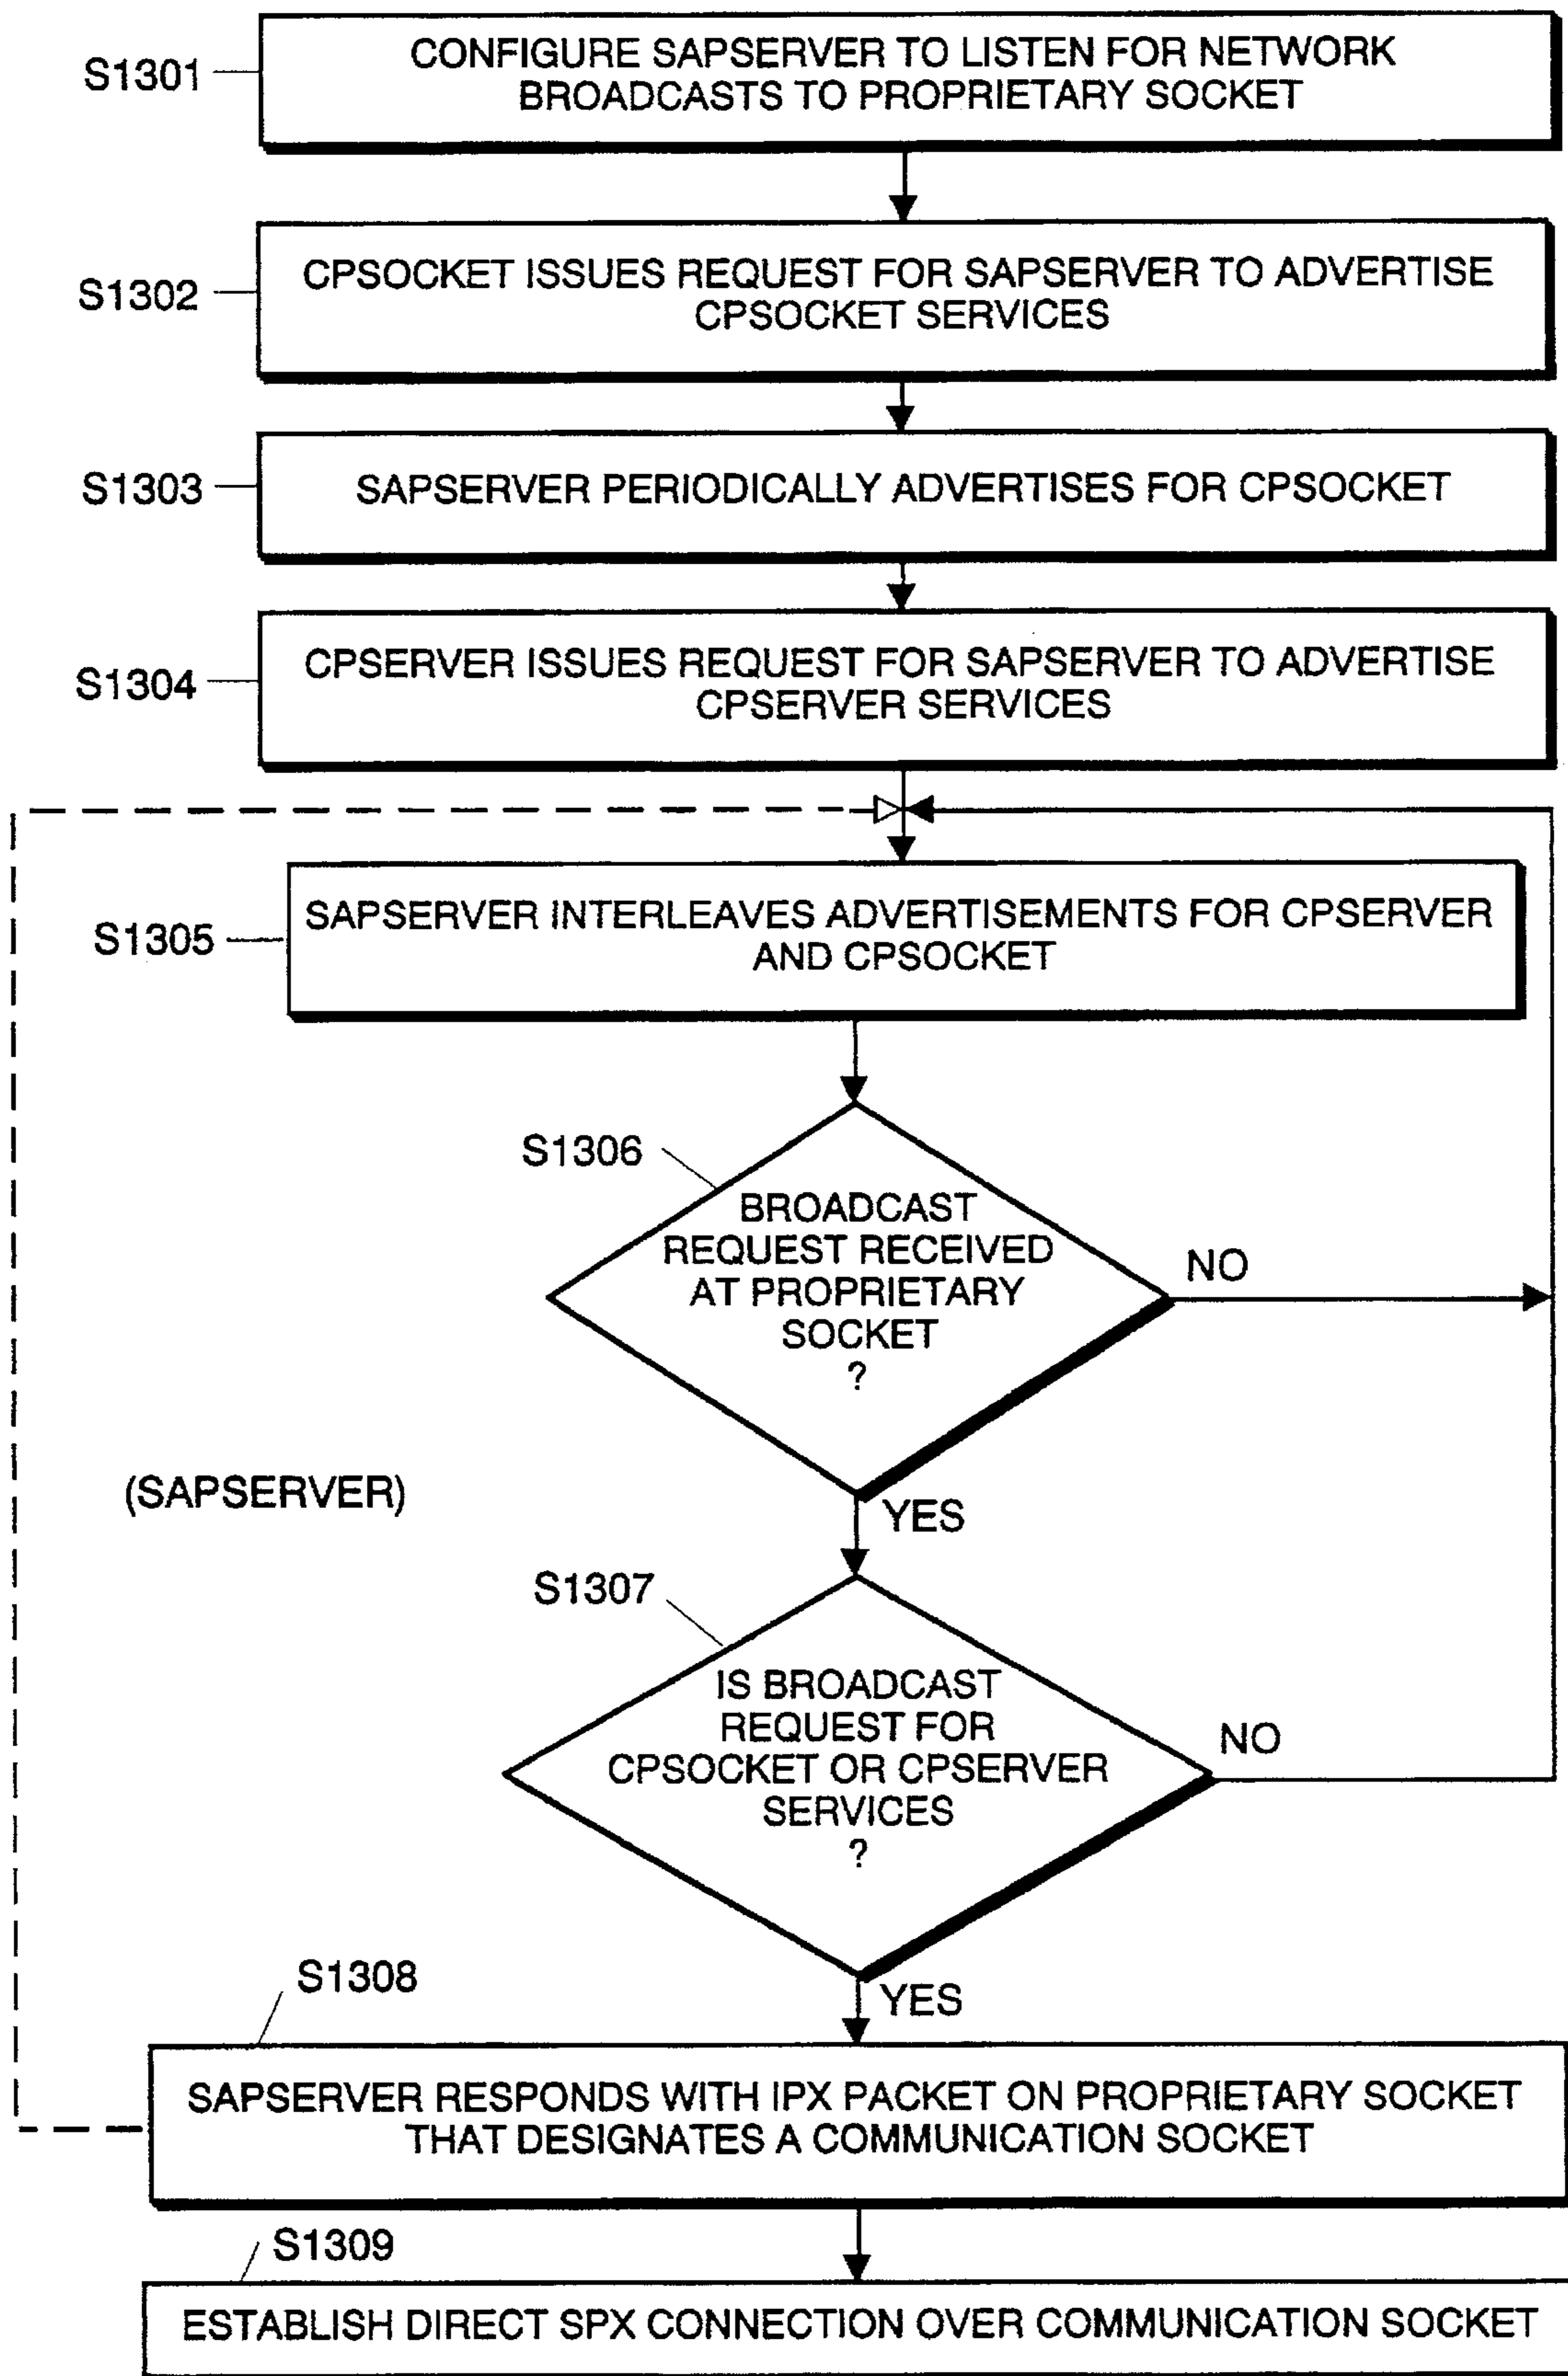 S1301
CONFIGURE SAPSERVER TO LISTEN FOR NETWORK
BROADCASTS TO PROPRIETARY SOCKET
S1302
CPSOCKET ISSUES REQUEST FOR SAPSERVER TO ADVERTISE
CPSOCKET SERVICES
S1303
SAPSERVER PERIODICALLY ADVERTISES FOR CPSOCKET
S1304
CPSERVER ISSUES REQUEST FOR SAPSERVER TO ADVERTISE
CPSERVER SERVICES
S1305
SAPSERVER INTERLEAVES ADVERTISEMENTS FOR CPSERVER
AND CPSOCKET
S1306
BROADCAST
REQUEST RECEIVED
AT PROPRIETARY
SOCKET
?
NO
(SAPSERVER)
YES
S1307
IS BROADCAST
REQUEST FOR
CPSOCKET OR CPSERVER
SERVICES
?
NO
YES
S1308
SAPSERVER RESPONDS WITH IPX PACKET ON PROPRIETARY SOCKET
THAT DESIGNATES A COMMUNICATION SOCKET
S1309
ESTABLISH DIRECT SPX CONNECTION OVER COMMUNICATION SOCKET